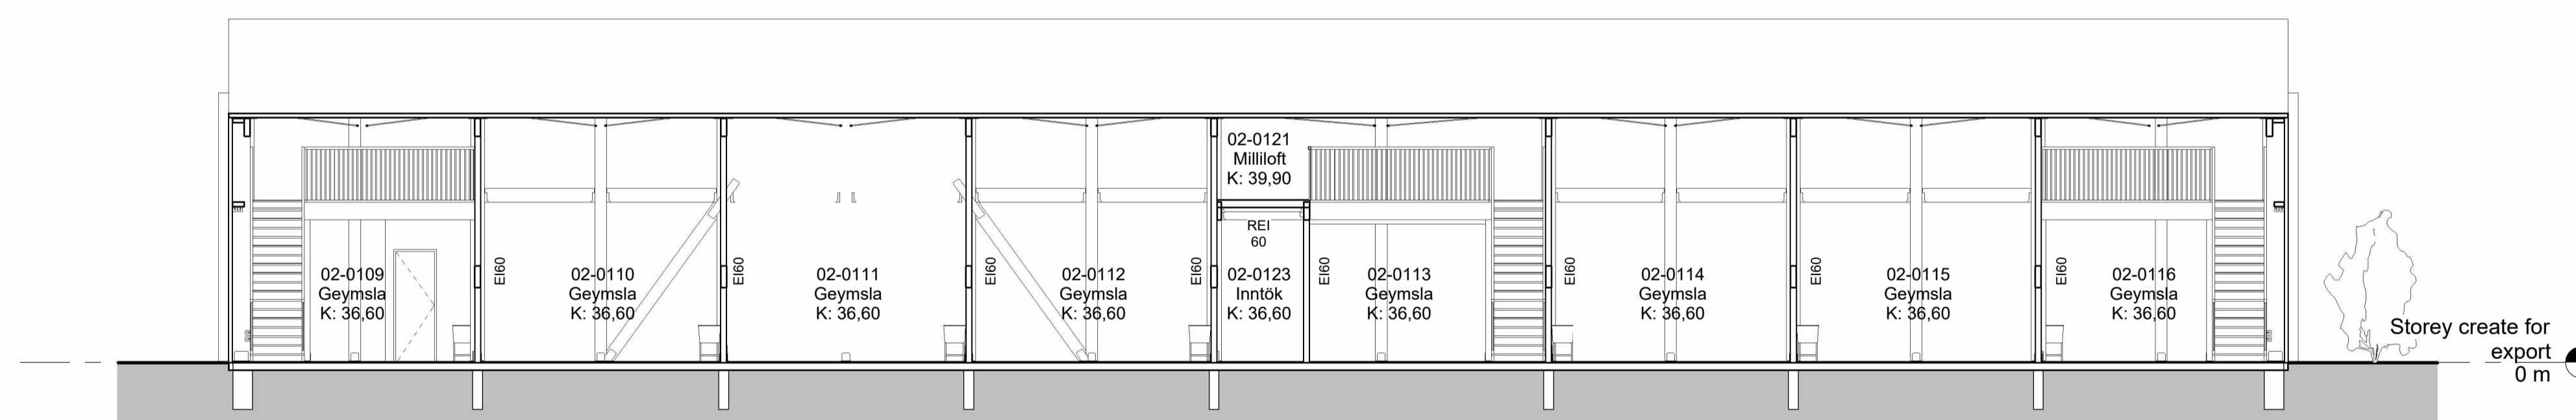 02-0121
Milliloft
K: 39,90
REI
60
02-0109
Geymsla
K: 36,60
EI60
02-0110
Geymsla
K: 36,60
EI60
02-0111
Geymsla
K: 36,60
EI60
02-0112
Geymsla
K: 36,60
EI60
02-0123
Inntök
K: 36,60
EI60
02-0113
Geymsla
K: 36,60
EI60
02-0114
Geymsla
K: 36,60
EI60
02-0115
Geymsla
K: 36,60
EI60
02-0116
Geymsla
K: 36,60
Storey create for
export
0 m